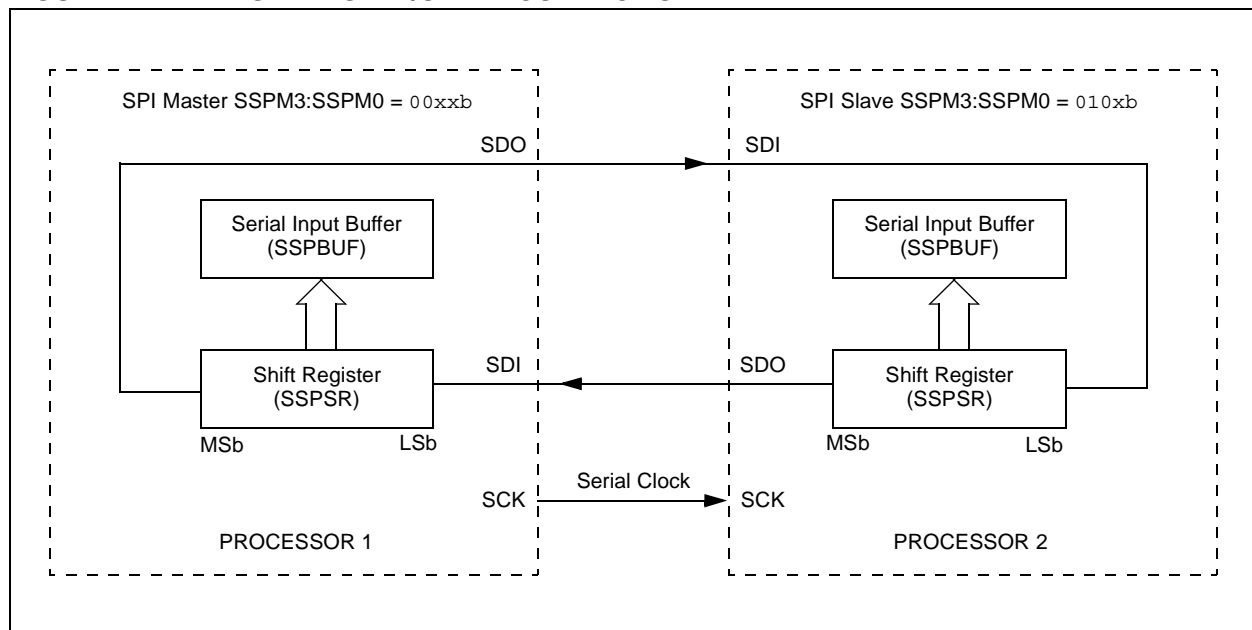 SPI Master SSPM3:SSPM0 = 00xxb
SPI Slave SSPM3:SSPM0 = 010xb
SDO
SDI
Serial Input Buffer
(SSPBUF)
Serial Input Buffer
(SSPBUF)
SDI
SDO
Shift Register
(SSPSR)
Shift Register
(SSPSR)
MSb
LSb
MSb
LSb
Serial Clock
SCK
SCK
PROCESSOR 1
PROCESSOR 2